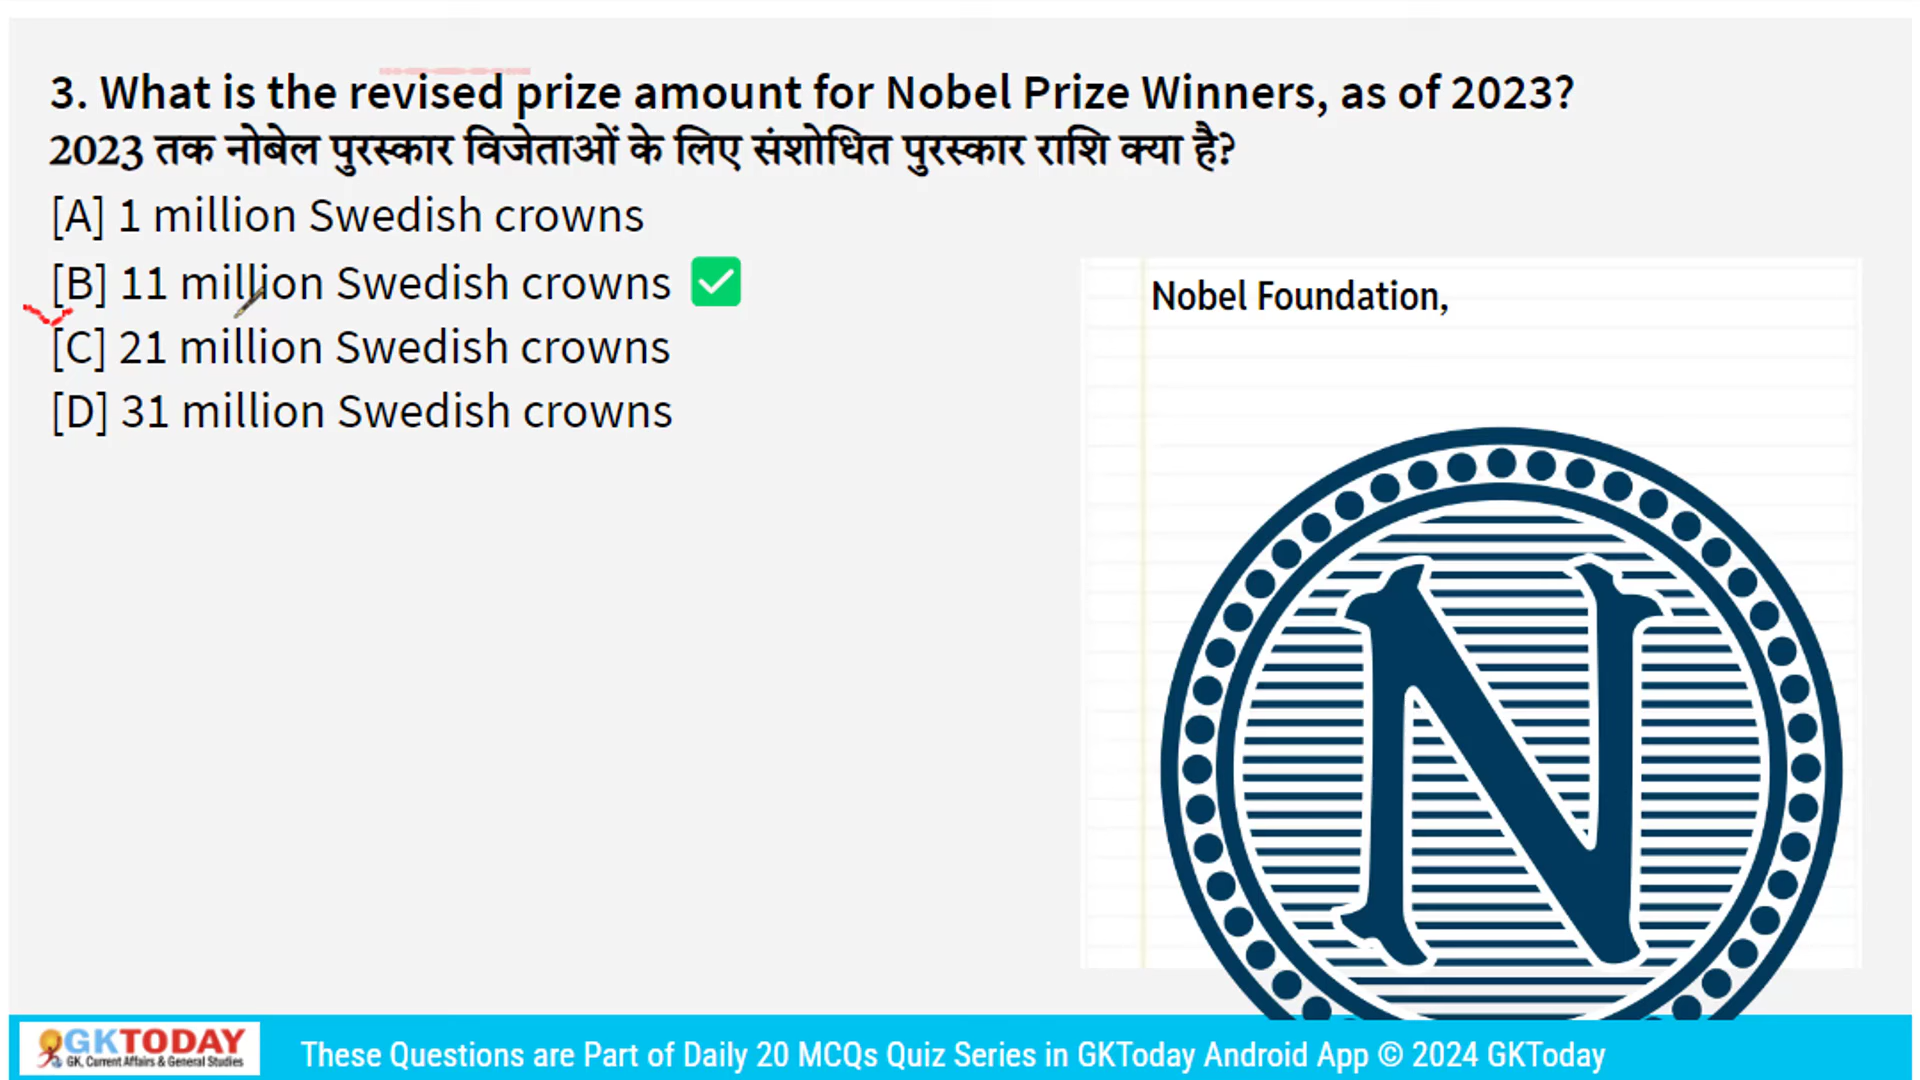 3. What is the revised prize amount for Nobel Prize Winners, as of 2023?
2023 तक नोबेल पुरस्कार विजेताओं के लिए संशोधित पुरस्कार राशि क्या है?
[A] 1 million Swedish crowns
[B] 11 million Swedish crowns
[C] 21 million Swedish crowns
[D] 31 million Swedish crowns
Nobel Foundation,
N
GKTODAY
GK, Current Affairs & General Studies
These Questions are Part of Daily 20 MCQs Quiz Series in GKToday Android App © 2024 GKToday